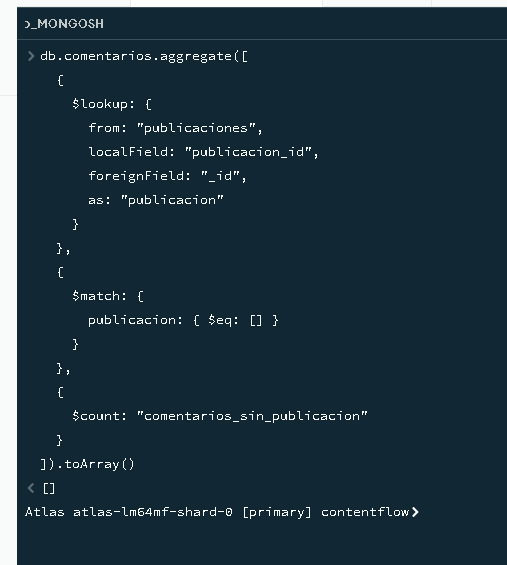 >_MONGOSH
> db.comentarios.aggregate([
{
$lookup: {
from: "publicaciones",
localField: "publicacion_id",
foreignField: "_id",
as: "publicacion"
}
},
{
$match: {
publicacion: { $eq: [] }
}
},
{
$count: "comentarios_sin_publicacion"
}
]).toArray()
< []
Atlas atlas-lm64mf-shard-0 [primary] contentflow>